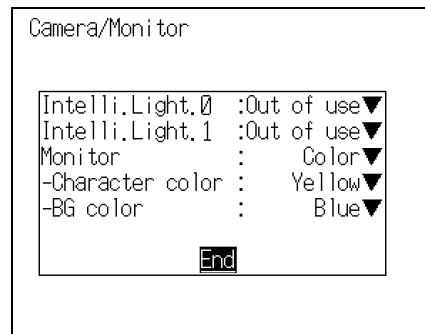 Camera/Monitor
Intelli.Light.0 :Out of use▼
Intelli.Light.1 :Out of use▼
Monitor : Color▼
-Character color : Yellow▼
-BG color : Blue▼
End